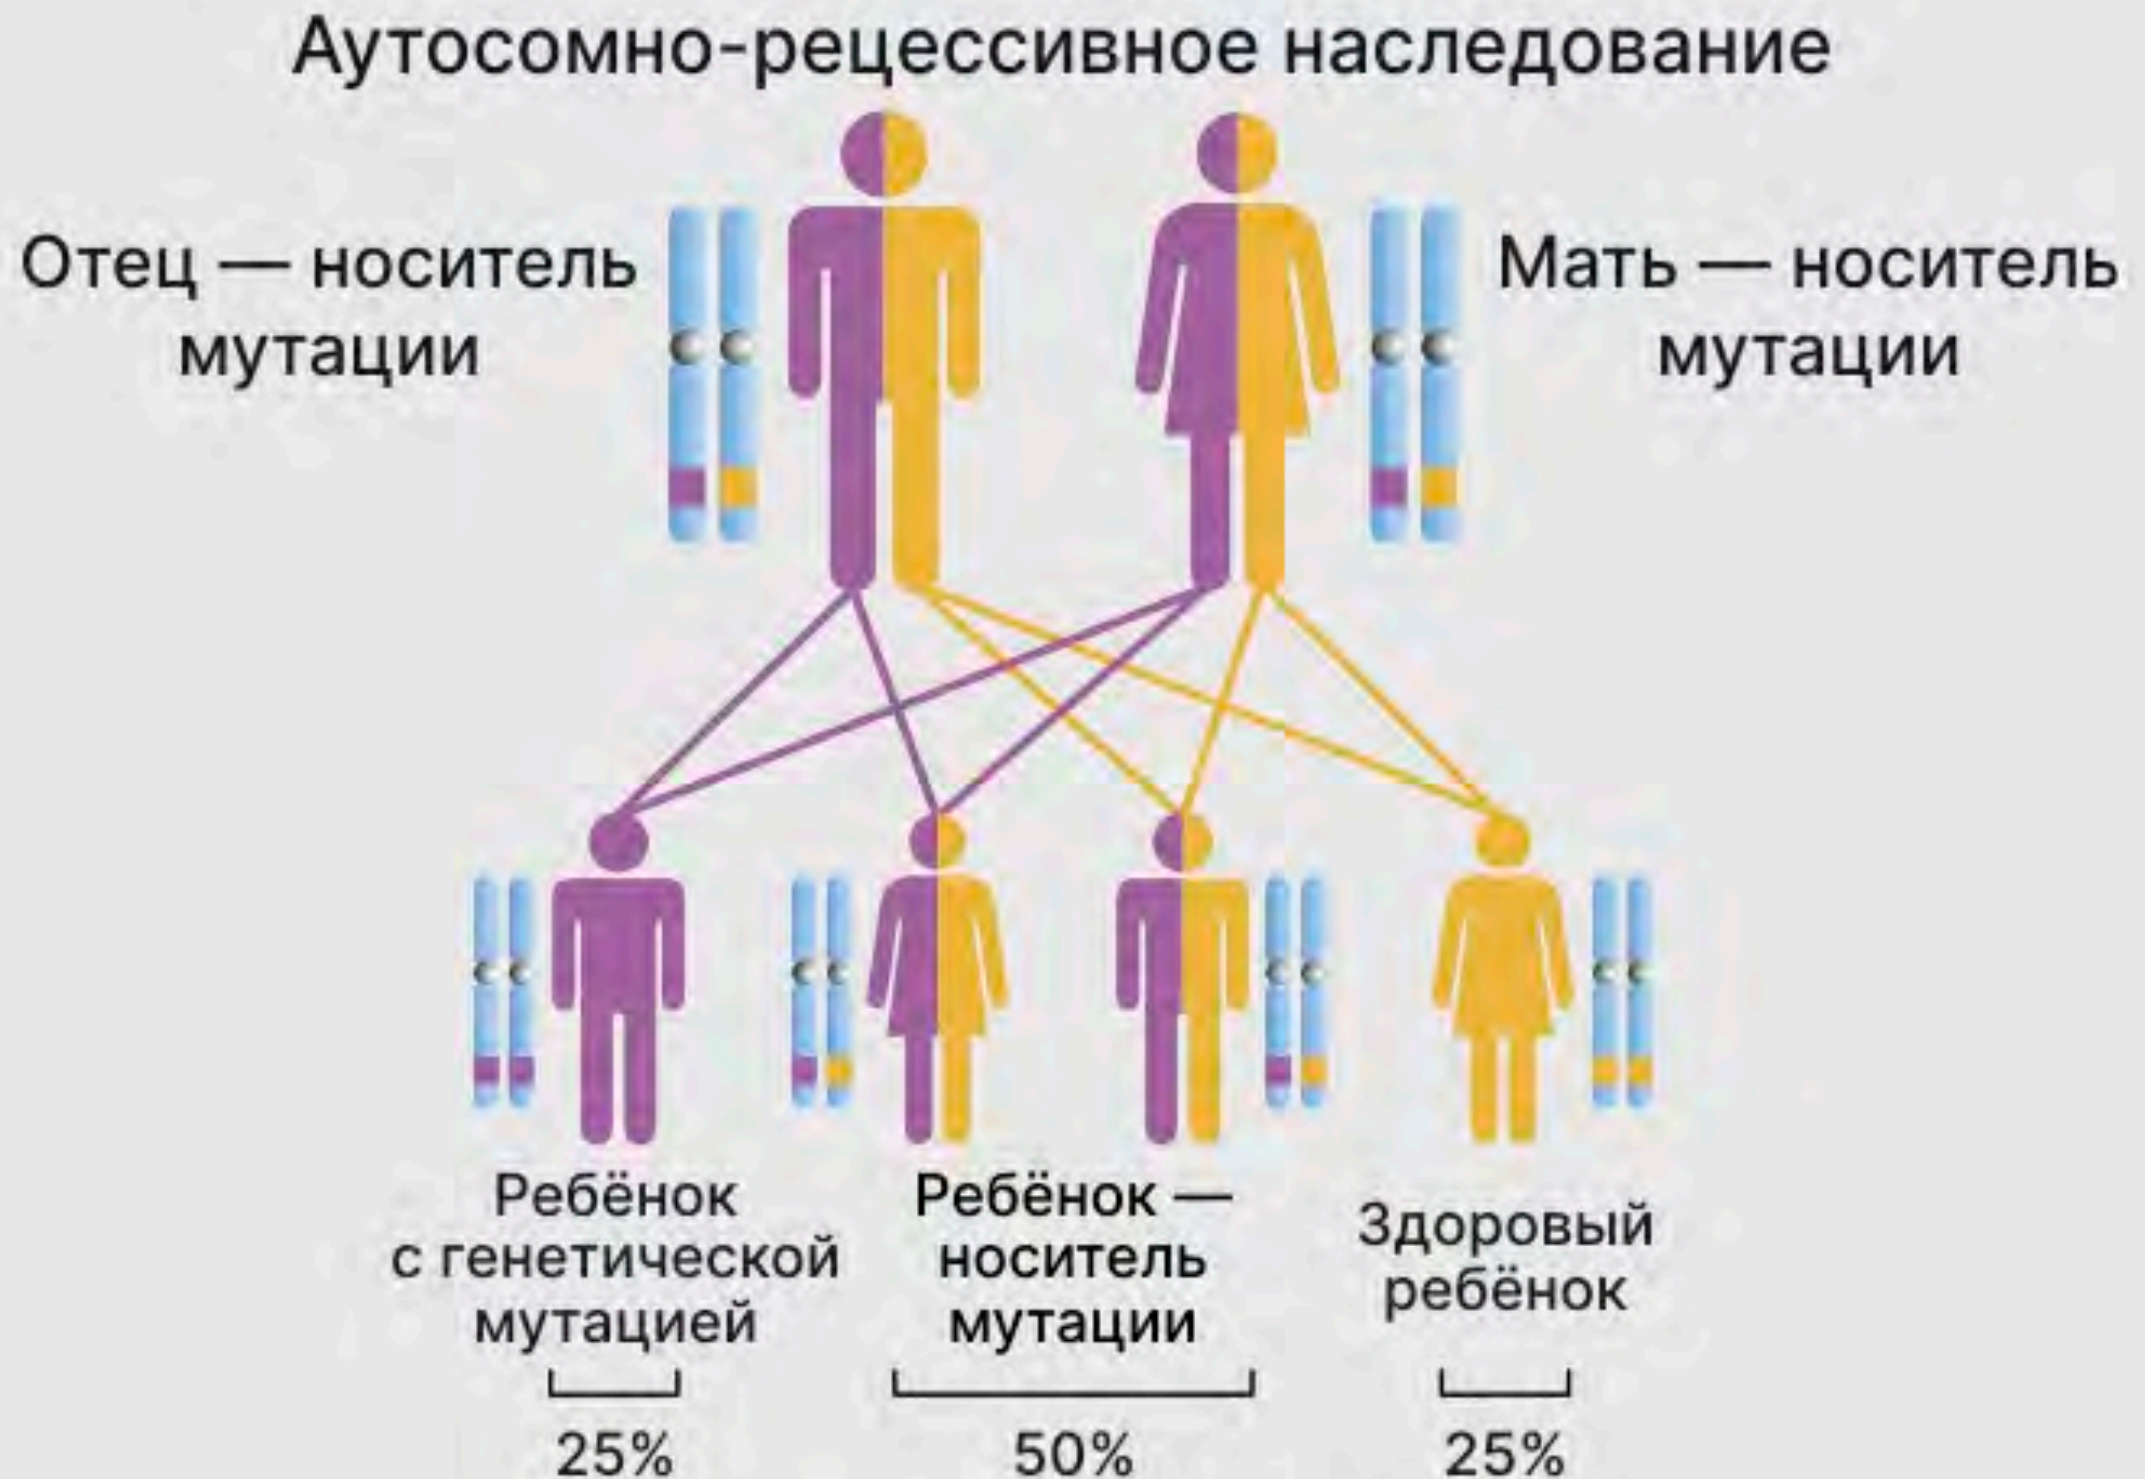 Аутосомно-рецессивное наследование
Отец — носитель
мутации
Мать — носитель
мутации
Ребёнок
с генетической
мутацией
Ребёнок —
носитель
мутации
Здоровый
ребёнок
25%
50%
25%